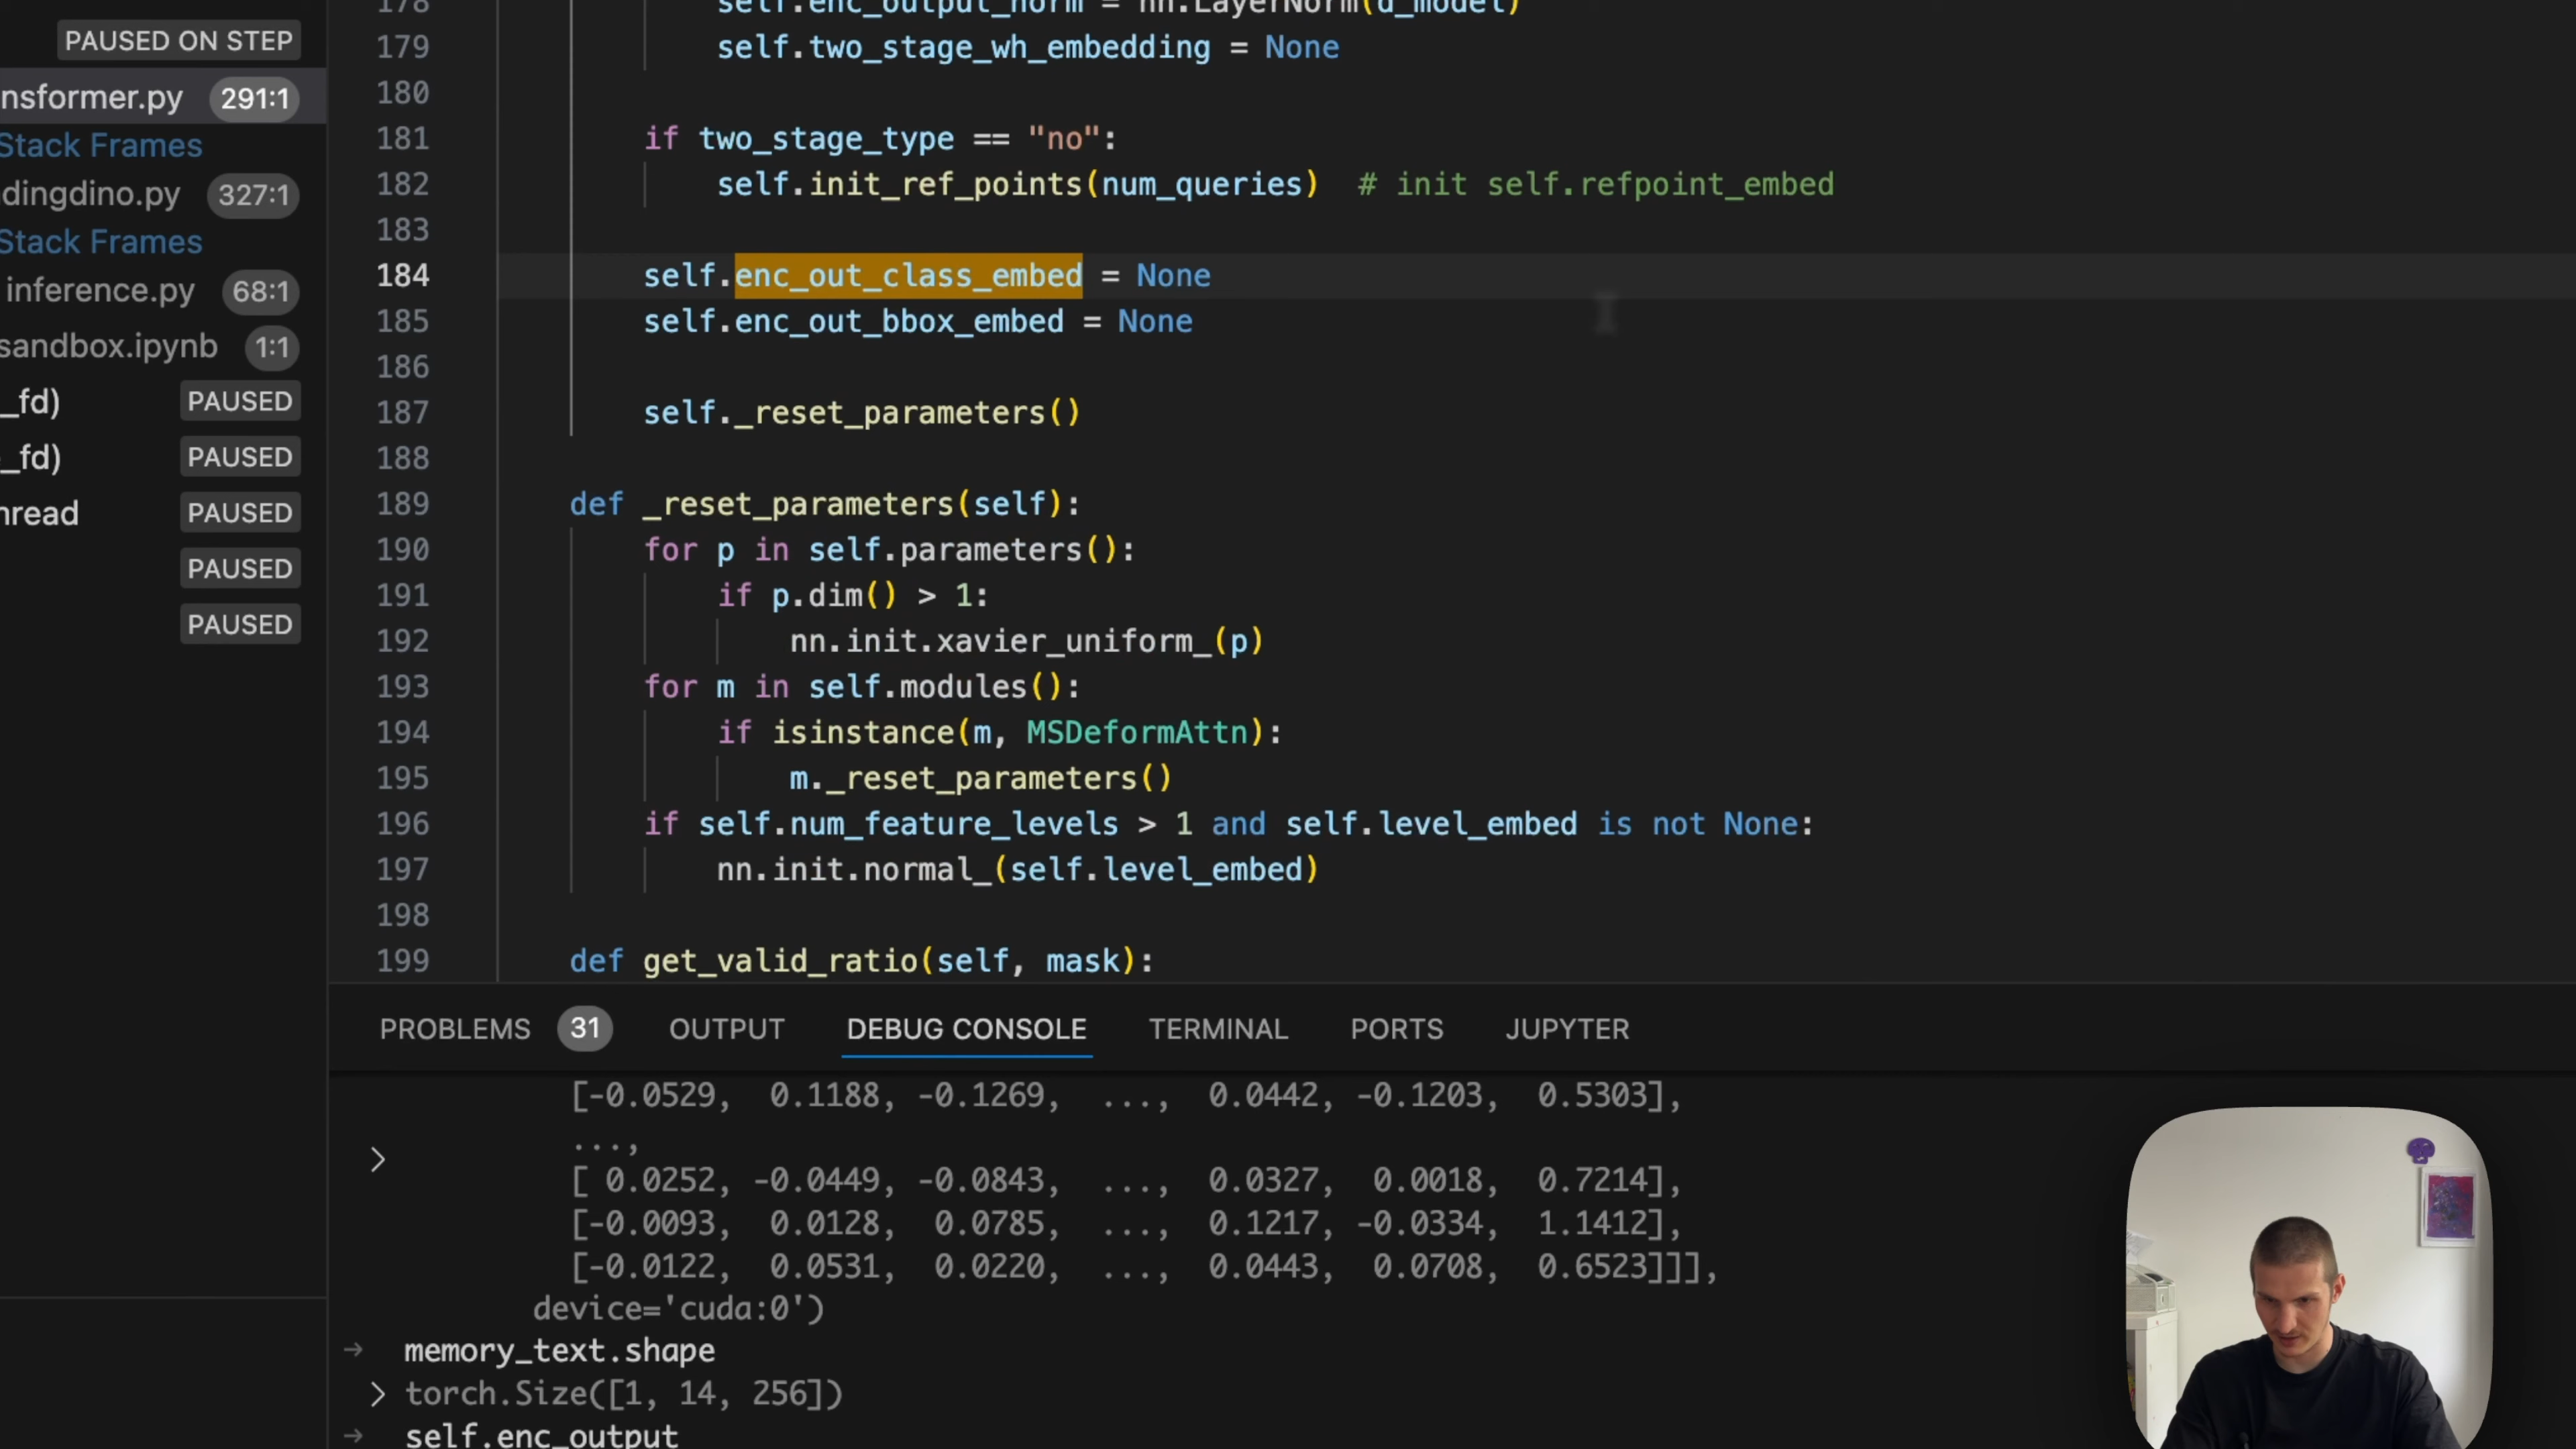 PAUSED ON STEP
nsformer.py 291:1
Stack Frames
dingdino.py 327:1
Stack Frames
inference.py 68:1
sandbox.ipynb 1:1
_fd) PAUSED
_fd) PAUSED
hread PAUSED
PAUSED
PAUSED
178 self.enc_output_norm = nn.LayerNorm(d_model)
179 self.two_stage_wh_embedding = None
180
181 if two_stage_type == "no":
182 self.init_ref_points(num_queries)  # init self.refpoint_embed
183
184 self.enc_out_class_embed = None
185 self.enc_out_bbox_embed = None
186
187 self._reset_parameters()
188
189 def _reset_parameters(self):
190 for p in self.parameters():
191 if p.dim() > 1:
192 nn.init.xavier_uniform_(p)
193 for m in self.modules():
194 if isinstance(m, MSDeformAttn):
195 m._reset_parameters()
196 if self.num_feature_levels > 1 and self.level_embed is not None:
197 nn.init.normal_(self.level_embed)
198
199 def get_valid_ratio(self, mask):
PROBLEMS 31 OUTPUT DEBUG CONSOLE TERMINAL PORTS JUPYTER
[-0.0529, 0.1188, -0.1269, ..., 0.0442, -0.1203, 0.5303],
...,
[ 0.0252, -0.0449, -0.0843, ..., 0.0327, 0.0018, 0.7214],
[-0.0093, 0.0128, 0.0785, ..., 0.1217, -0.0334, 1.1412],
[-0.0122, 0.0531, 0.0220, ..., 0.0443, 0.0708, 0.6523]]],
device='cuda:0')
memory_text.shape
torch.Size([1, 14, 256])
self.enc_output